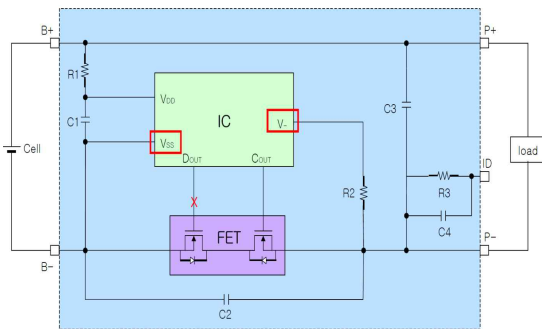 B+
P+
R1
VDD
IC
C3
C1
V-
Cell
VSS
DOUT
COUT
R2
R3
ID
load
X
C4
FET
B-
P-
C2